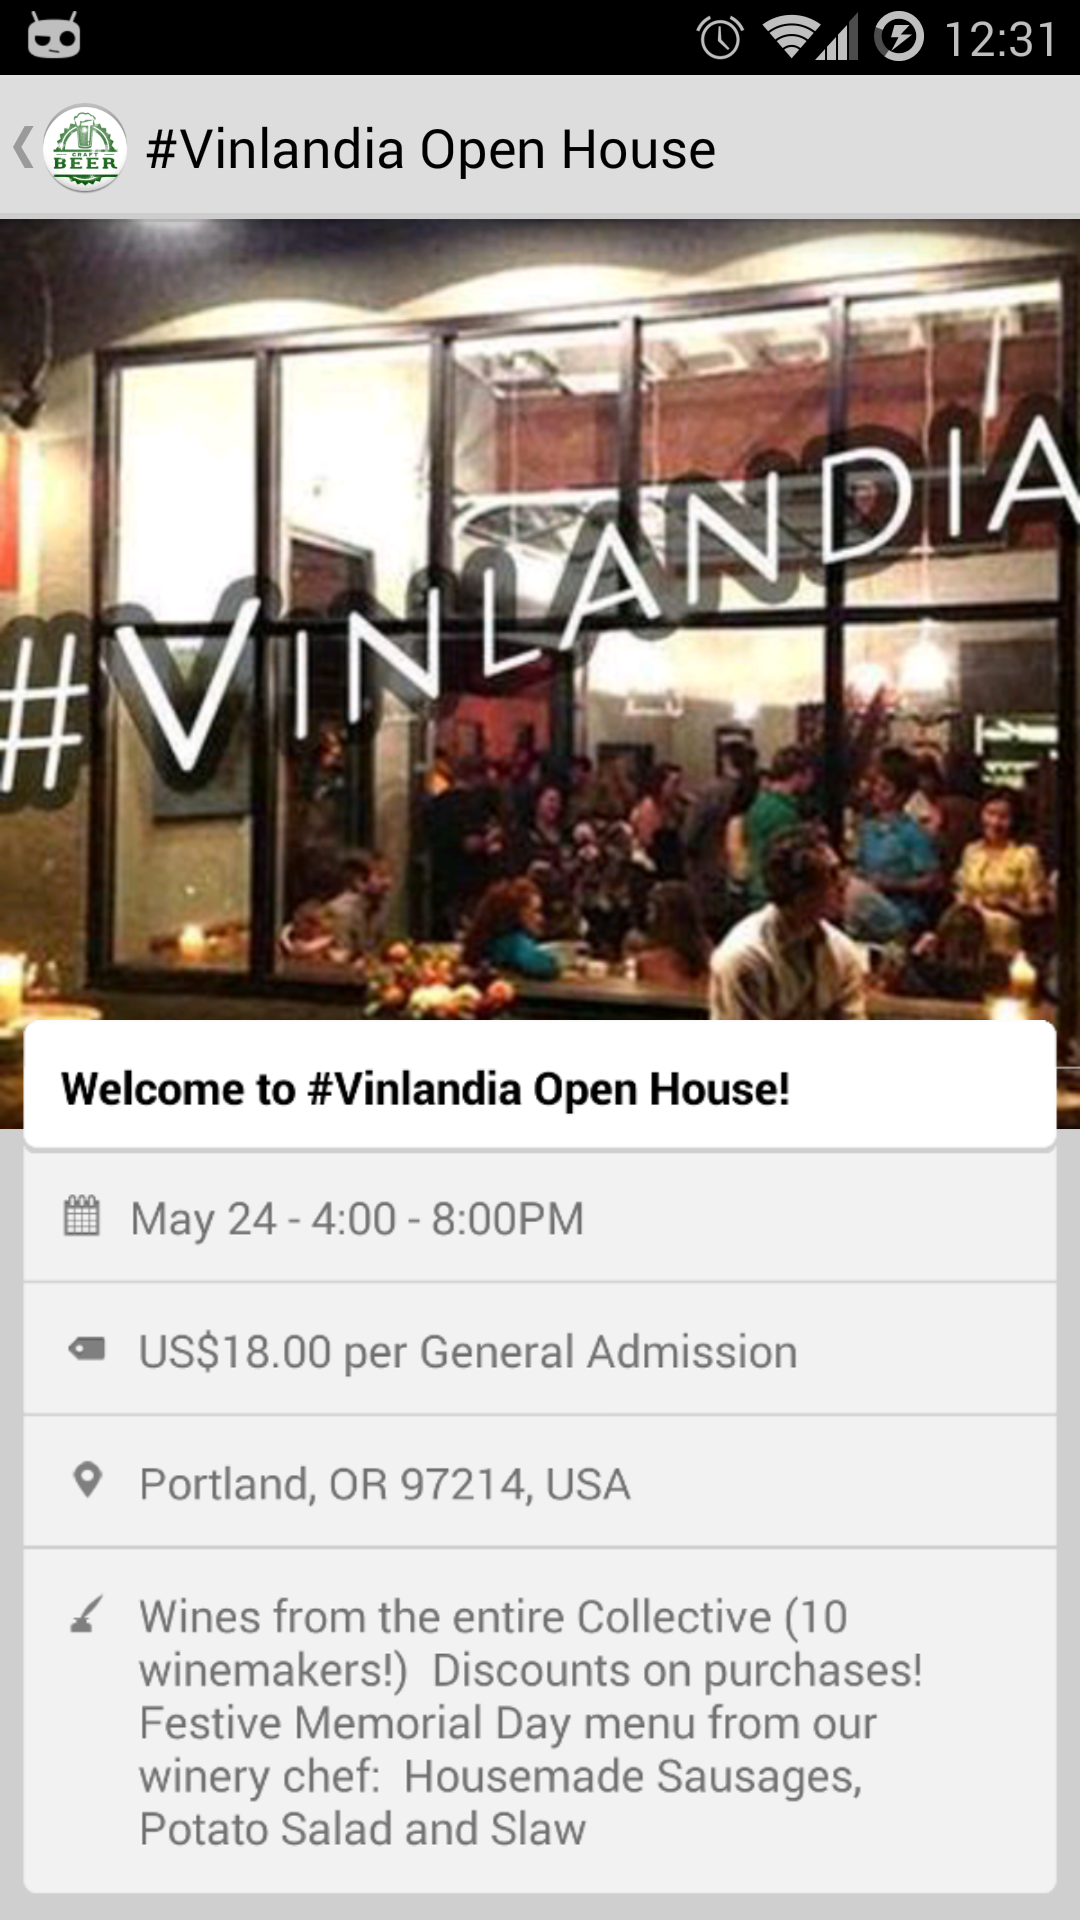 12:31
CRAFT
BEER
#Vinlandia Open House
#VINLANDIA
Welcome to #Vinlandia Open House!
May 24 - 4:00 - 8:00PM
US$18.00 per General Admission
Portland, OR 97214, USA
Wines from the entire Collective (10
winemakers!)  Discounts on purchases!
Festive Memorial Day menu from our
winery chef:  Housemade Sausages,
Potato Salad and Slaw